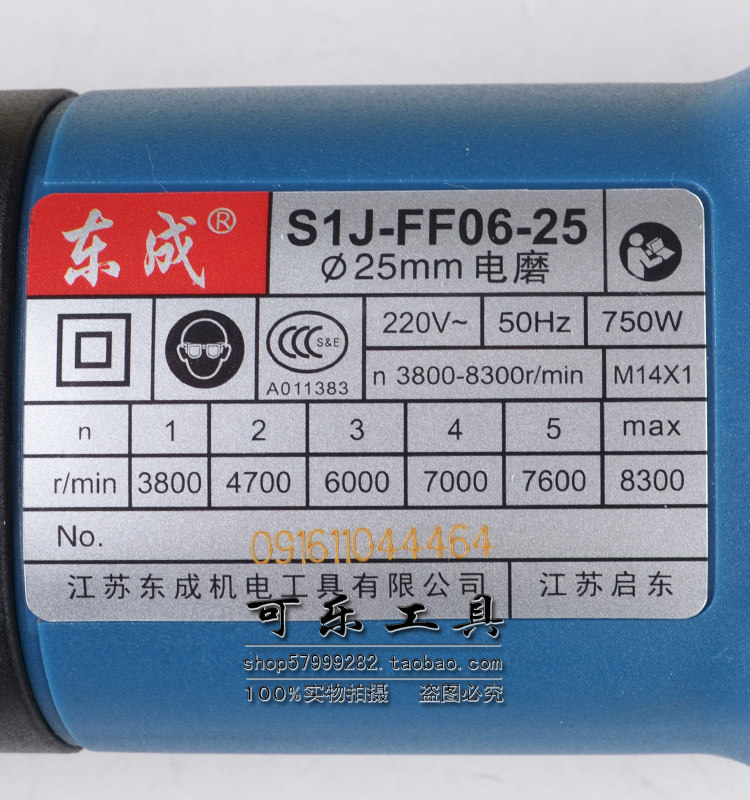 东成®
S1J-FF06-25
Ø25mm 电磨
S&E
A011383
220V~ 50Hz 750W
n 3800-8300r/min M14X1
n 1 2 3 4 5 max
r/min 3800 4700 6000 7000 7600 8300
No. 091611044464
江苏东成机电工具有限公司 江苏启东
可乐工具
shop57999282.taobao.com
100%实物拍摄 盗图必究